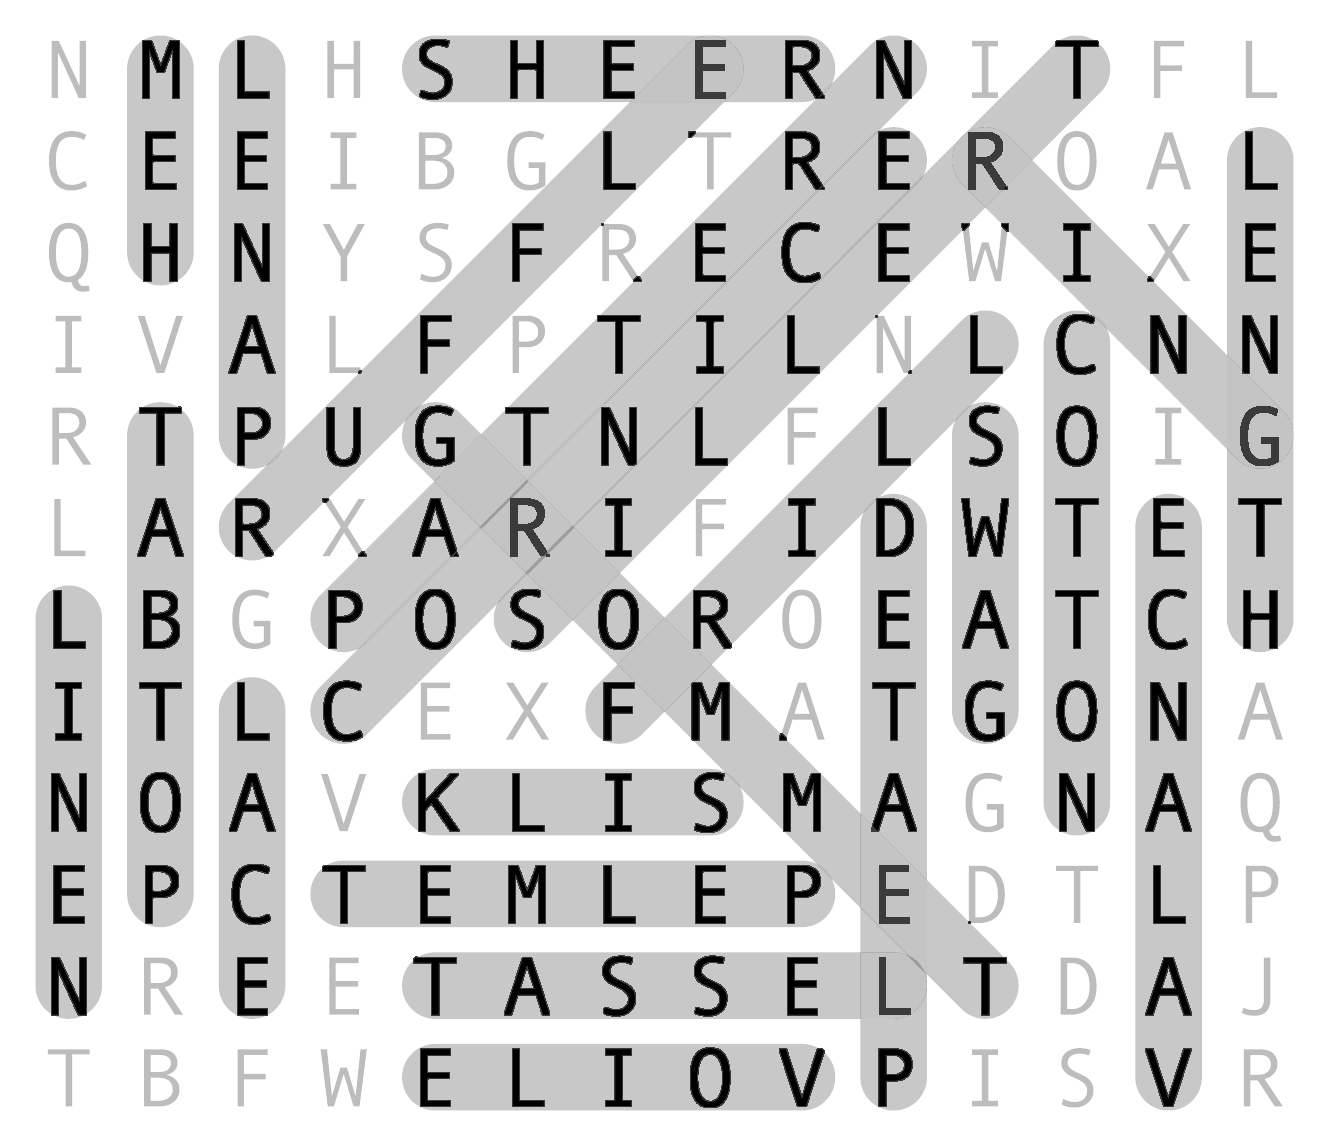 N M L H S H E E R N I T F L
C E E I B G L T R E R O A L
Q H N Y S F R E C E W I X E
I V A L F P T I L N L C N N
R T P U G T N L F L S O I G
L A R X A R I F I D W T E T
L B G P O S O R O E A T C H
I T L C E X F M A T G O N A
N O A V K L I S M A G N A Q
E P C T E M L E P E D T L P
N R E E T A S S E L T D A J
T B F W E L I O V P I S V R